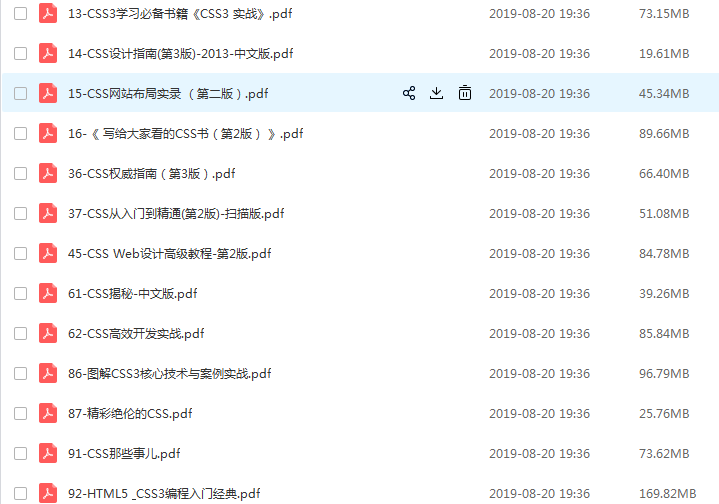 13-CSS3学习必备书籍《CSS3 实战》.pdf 2019-08-20 19:36 73.15MB
14-CSS设计指南(第3版)-2013-中文版.pdf 2019-08-20 19:36 19.61MB
15-CSS网站布局实录 （第二版）.pdf 2019-08-20 19:36 45.34MB
16-《 写给大家看的CSS书（第2版 ） 》.pdf 2019-08-20 19:36 89.66MB
36-CSS权威指南（第3版）.pdf 2019-08-20 19:36 66.40MB
37-CSS从入门到精通(第2版)-扫描版.pdf 2019-08-20 19:36 51.08MB
45-CSS Web设计高级教程-第2版.pdf 2019-08-20 19:36 84.78MB
61-CSS揭秘-中文版.pdf 2019-08-20 19:36 39.26MB
62-CSS高效开发实战.pdf 2019-08-20 19:36 85.84MB
86-图解CSS3核心技术与案例实战.pdf 2019-08-20 19:36 96.79MB
87-精彩绝伦的CSS.pdf 2019-08-20 19:36 25.76MB
91-CSS那些事儿.pdf 2019-08-20 19:36 73.62MB
92-HTML5 _CSS3编程入门经典.pdf 2019-08-20 19:36 169.82MB